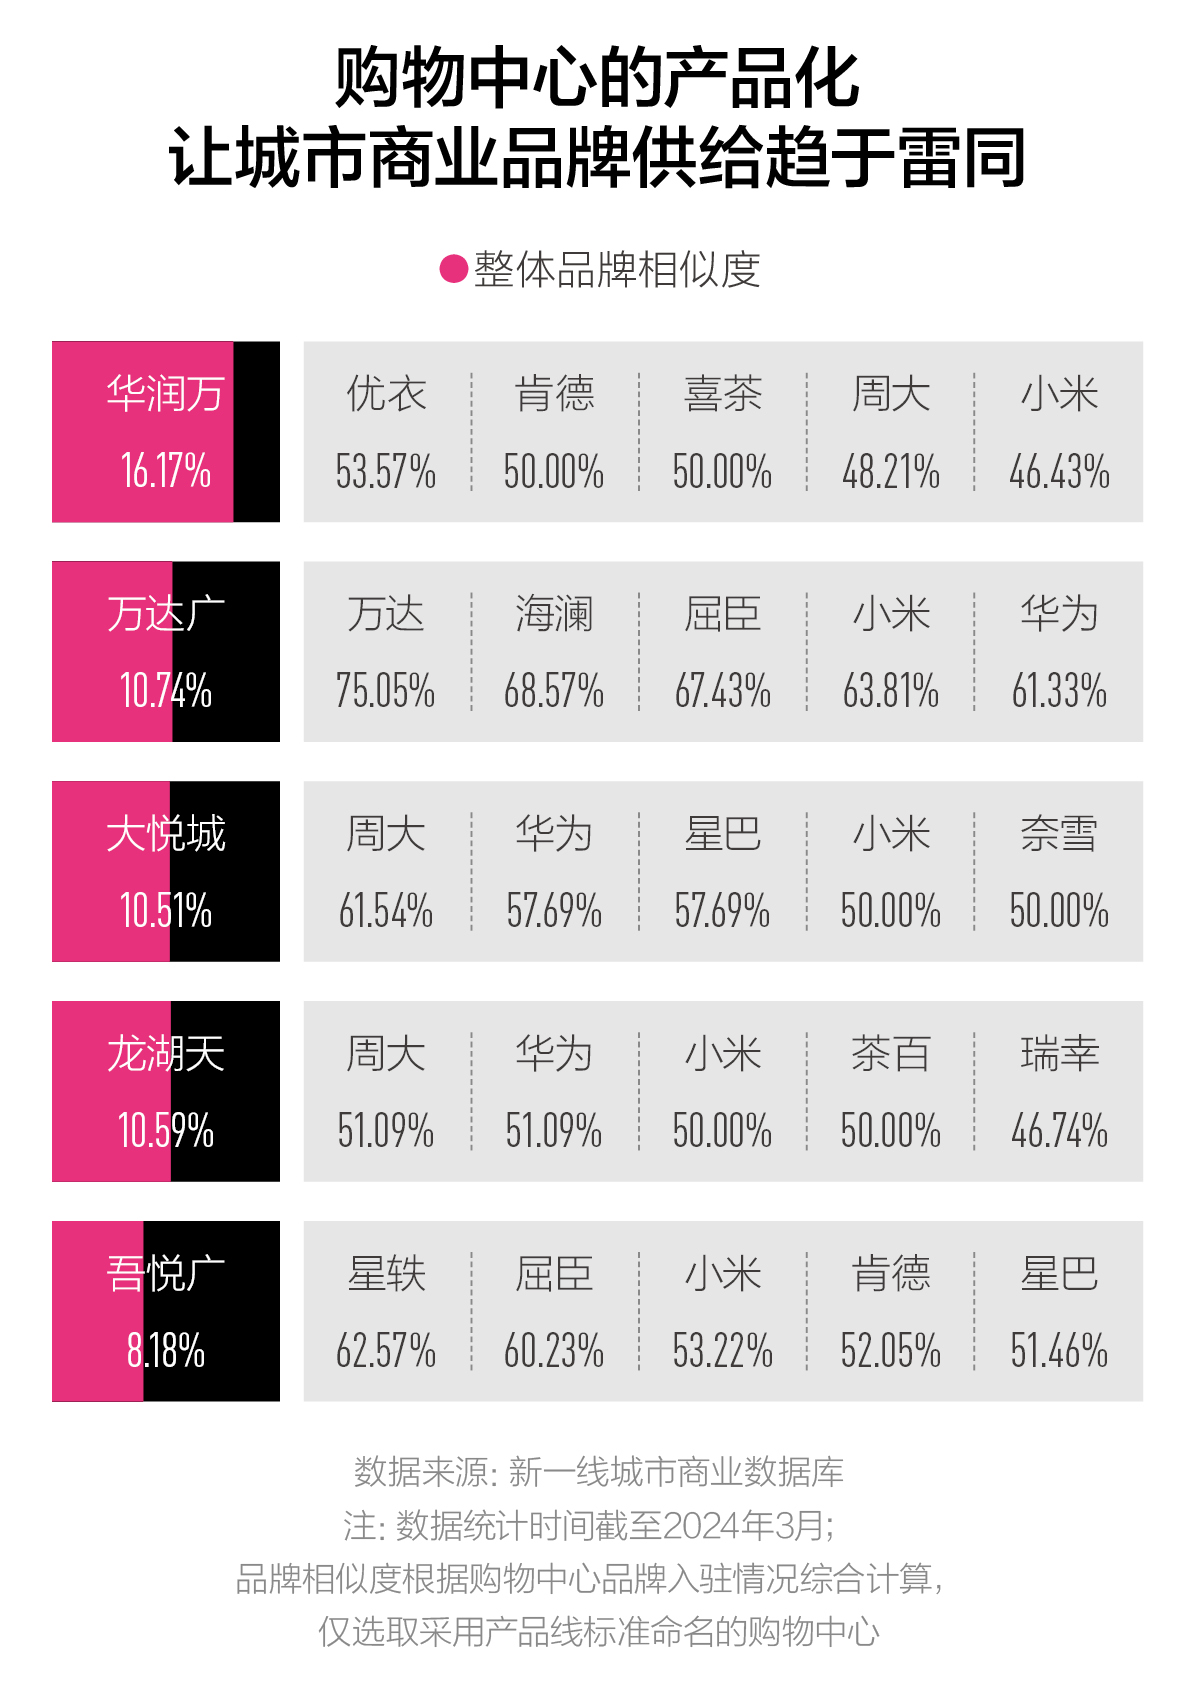 购物中心的产品化
让城市商业品牌供给趋于雷同
整体品牌相似度
华润万 优衣 肯德 喜茶 周大 小米
16.17% 53.57% 50.00% 50.00% 48.21% 46.43%
万达广 万达 海澜 屈臣 小米 华为
10.74% 75.05% 68.57% 67.43% 63.81% 61.33%
大悦城 周大 华为 星巴 小米 奈雪
10.51% 61.54% 57.69% 57.69% 50.00% 50.00%
龙湖天 周大 华为 小米 茶百 瑞幸
10.59% 51.09% 51.09% 50.00% 50.00% 46.74%
吾悦广 星轶 屈臣 小米 肯德 星巴
8.18% 62.57% 60.23% 53.22% 52.05% 51.46%
数据来源: 新一线城市商业数据库
注: 数据统计时间截至2024年3月;
品牌相似度根据购物中心品牌入驻情况综合计算,
仅选取采用产品线标准命名的购物中心